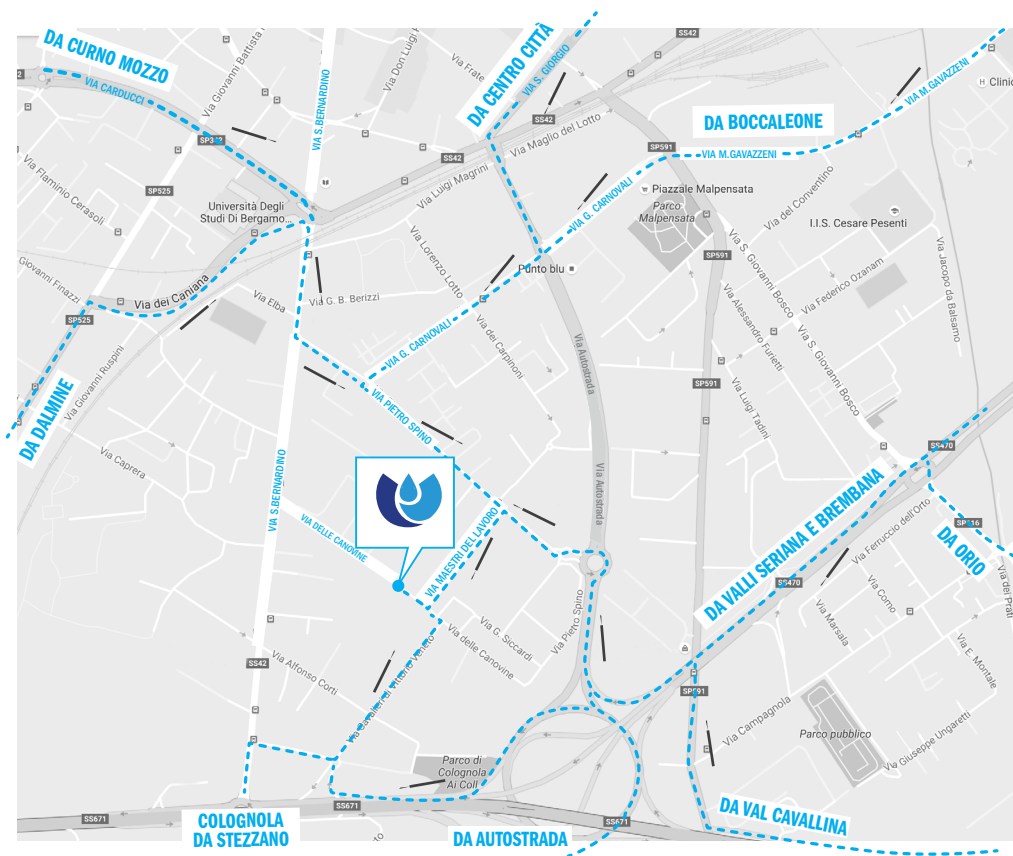 DA CURNO MOZZO
VIA CARDUCCI
Via Giovanni Battista
Via Don Luigi
Via Frate
VIA S.BERNARDINO
DA CENTRO CITTÀ
VIA S. GIORGIO
SS42
SS42
SS42
Via Maglio del Lotto
Via Luigi Magrini
DA BOCCALEONE
VIA M.GAVAZZENI
VIA M.GAVAZZENI
H Clinic
SP591
SP525
Via Flaminio Cerasoli
Università Degli
Studi Di Bergamo...
VIA G. CARNOVALI
Piazzale Malpensata
Parco
Malpensata
Via del Conventino
I.I.S. Cesare Pesenti
Via Jacopo da Balsamo
Giovanni Finazzi
Via dei Caniana
SP525
Via Elba
Via G. B. Berizzi
Via Lorenzo Lotto
Punto blu
SP591
Via S. Giovanni Bosco
Via Federico Ozanam
Via Alessandro Furietti
Via S. Giovanni Bosco
Via Giovanni Ruspini
VIA G. CARNOVALI
Via dei Carpinoni
Via Autostrada
SP591
Via Luigi Tadini
DA DALMINE
VIA PIETRO SPINO
Via Caprera
VIA S.BERNARDINO
VIA DELLE CANOVINE
VIA MAESTRI DEL LAVORO
Via Autostrada
SS470
DA VALLI SERIANA E BREMBANA
Via Ferruccio dell'Orto
DA ORIO
SS470
Via dei Prati
Via Como
Via Marsala
Via E. Montale
Via Pietro Spino
Via G. Siccardi
Via delle Canovine
SS42
Via Alfonso Corti
Via Cavalieri di Vittorio Veneto
SP591
Via Campagnola
Parco pubblico
Via Giuseppe Ungaretti
Parco di
Colognola
Ai Coll.
SS671
SS671
SS671
COLOGNOLA
DA STEZZANO
DA AUTOSTRADA
DA VAL CAVALLINA